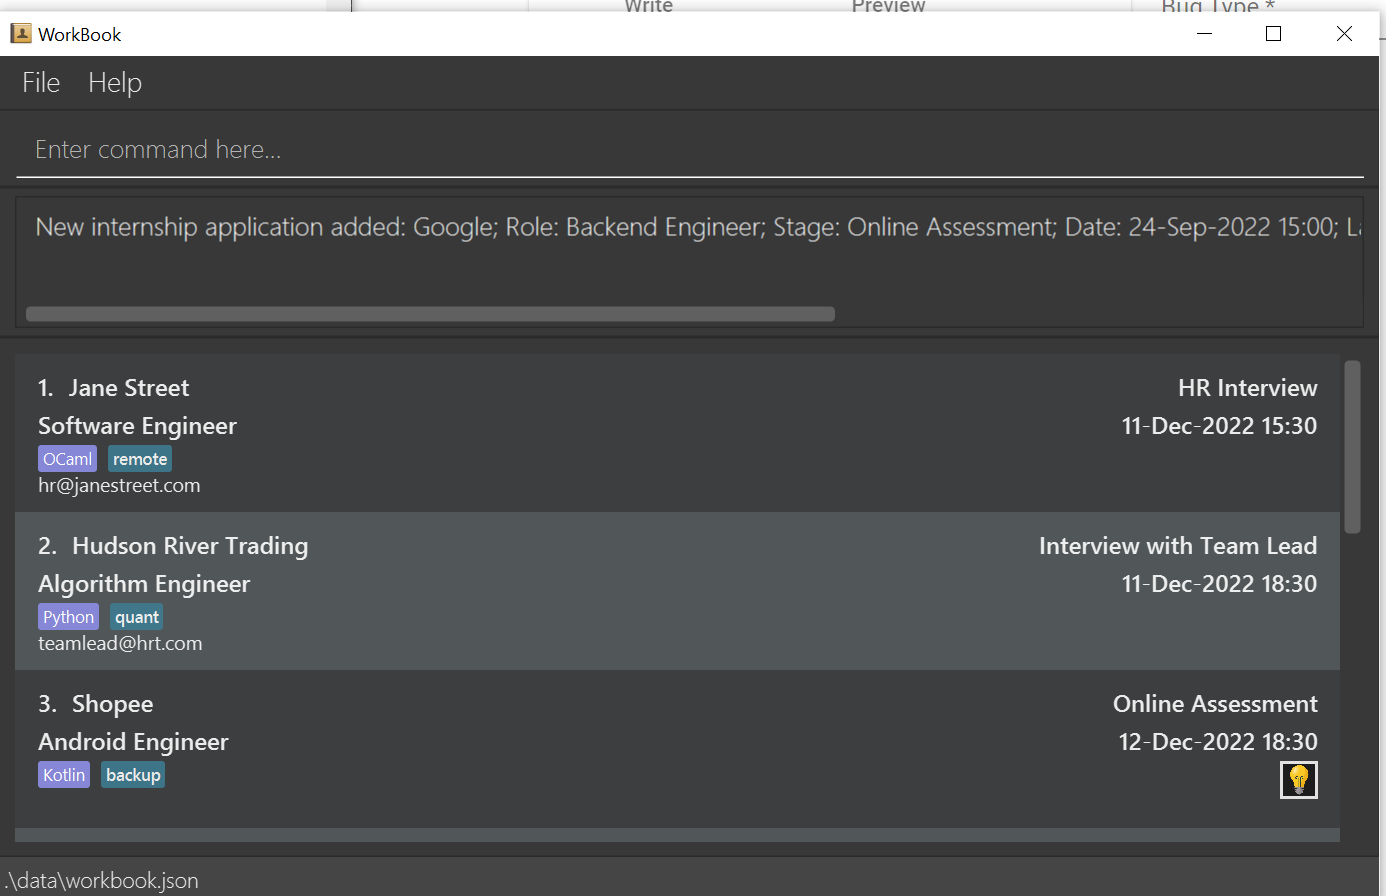 Write Preview Bug Type *
WorkBook
File Help
Enter command here...
New internship application added: Google; Role: Backend Engineer; Stage: Online Assessment; Date: 24-Sep-2022 15:00;
1. Jane Street HR Interview
Software Engineer 11-Dec-2022 15:30
OCaml remote
hr@janestreet.com
2. Hudson River Trading Interview with Team Lead
Algorithm Engineer 11-Dec-2022 18:30
Python quant
teamlead@hrt.com
3. Shopee Online Assessment
Android Engineer 12-Dec-2022 18:30
Kotlin backup
.\data\workbook.json